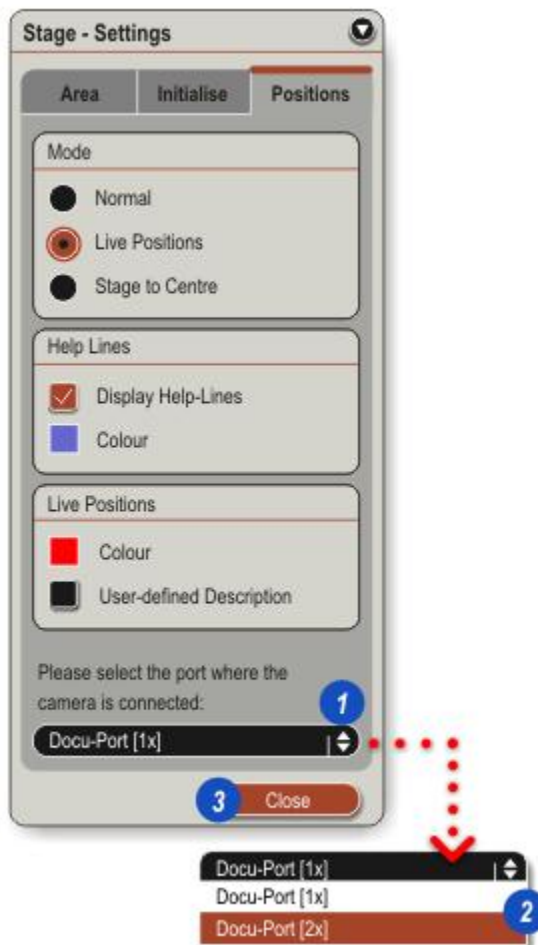 Stage - Settings
Area Initialise Positions
Mode
Normal
Live Positions
Stage to Centre
Help Lines
Display Help-Lines
Colour
Live Positions
Colour
User-defined Description
Please select the port where the
camera is connected:
1
Docu-Port [1x]
3 Close
Docu-Port [1x]
Docu-Port [1x]
2
Docu-Port [2x]